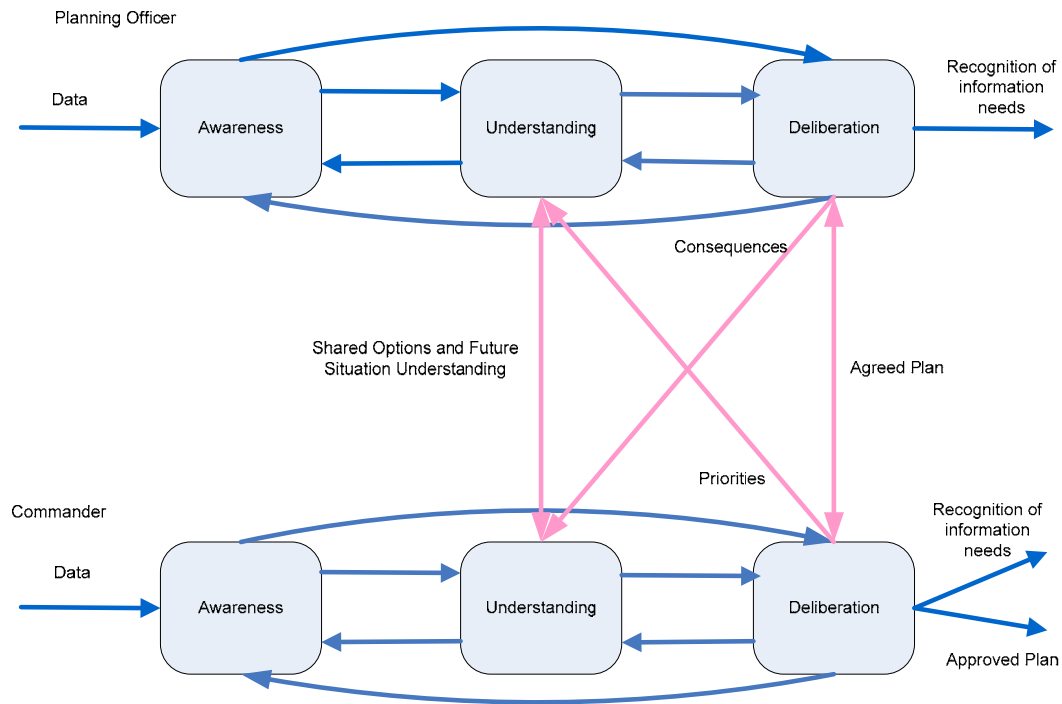 Planning Officer
Data
Awareness
Understanding
Deliberation
Recognition of
information
needs
Consequences
Shared Options and Future
Situation Understanding
Agreed Plan
Priorities
Commander
Data
Awareness
Understanding
Deliberation
Recognition of
information
needs
Approved Plan